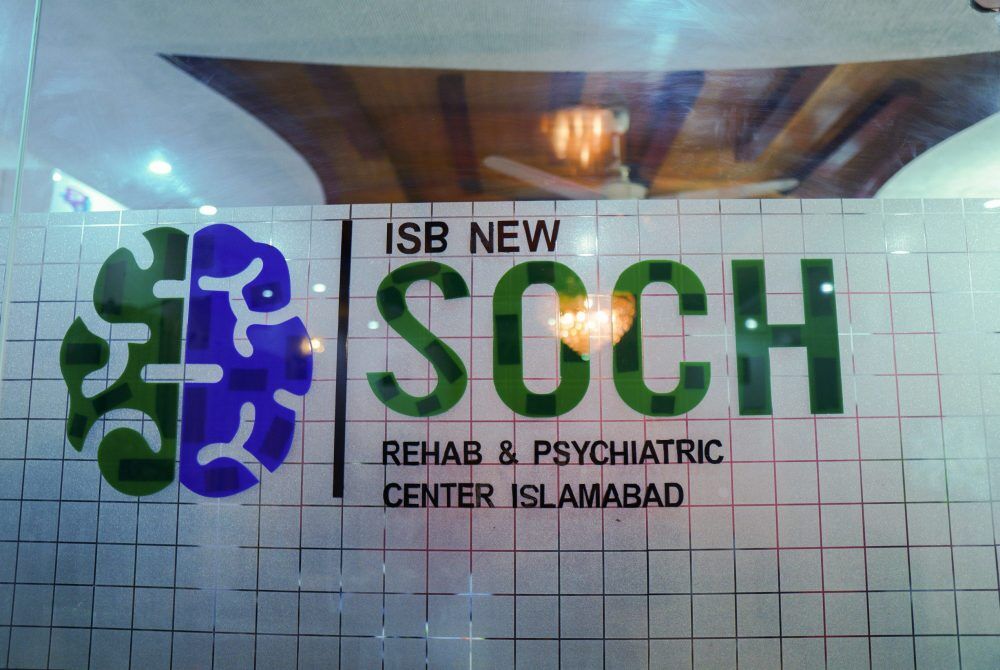 ISB NEW
SOCH
REHAB & PSYCHIATRIC
CENTER ISLAMABAD